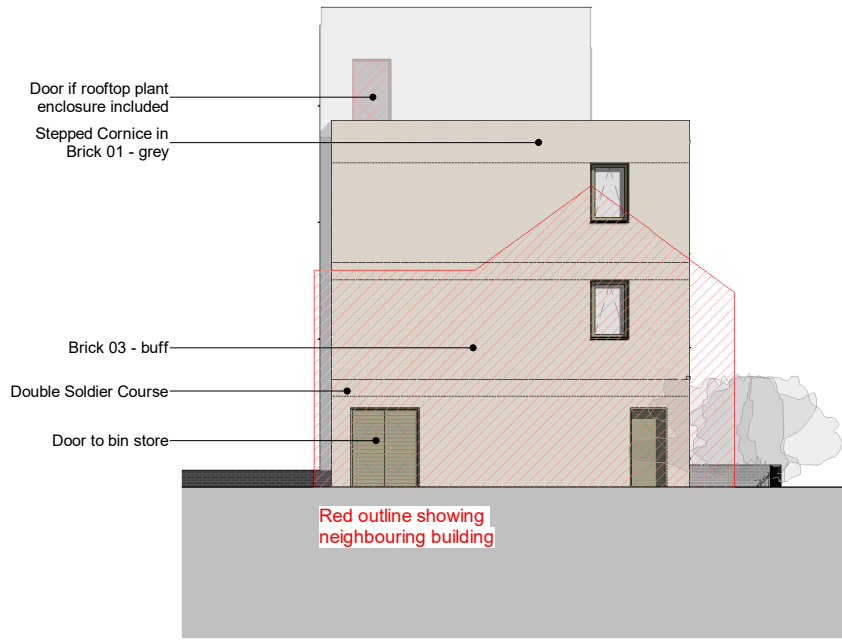 Door if rooftop plant
enclosure included
Stepped Cornice in
Brick 01 - grey
Brick 03 - buff
Double Soldier Course
Door to bin store
Red outline showing
neighbouring building